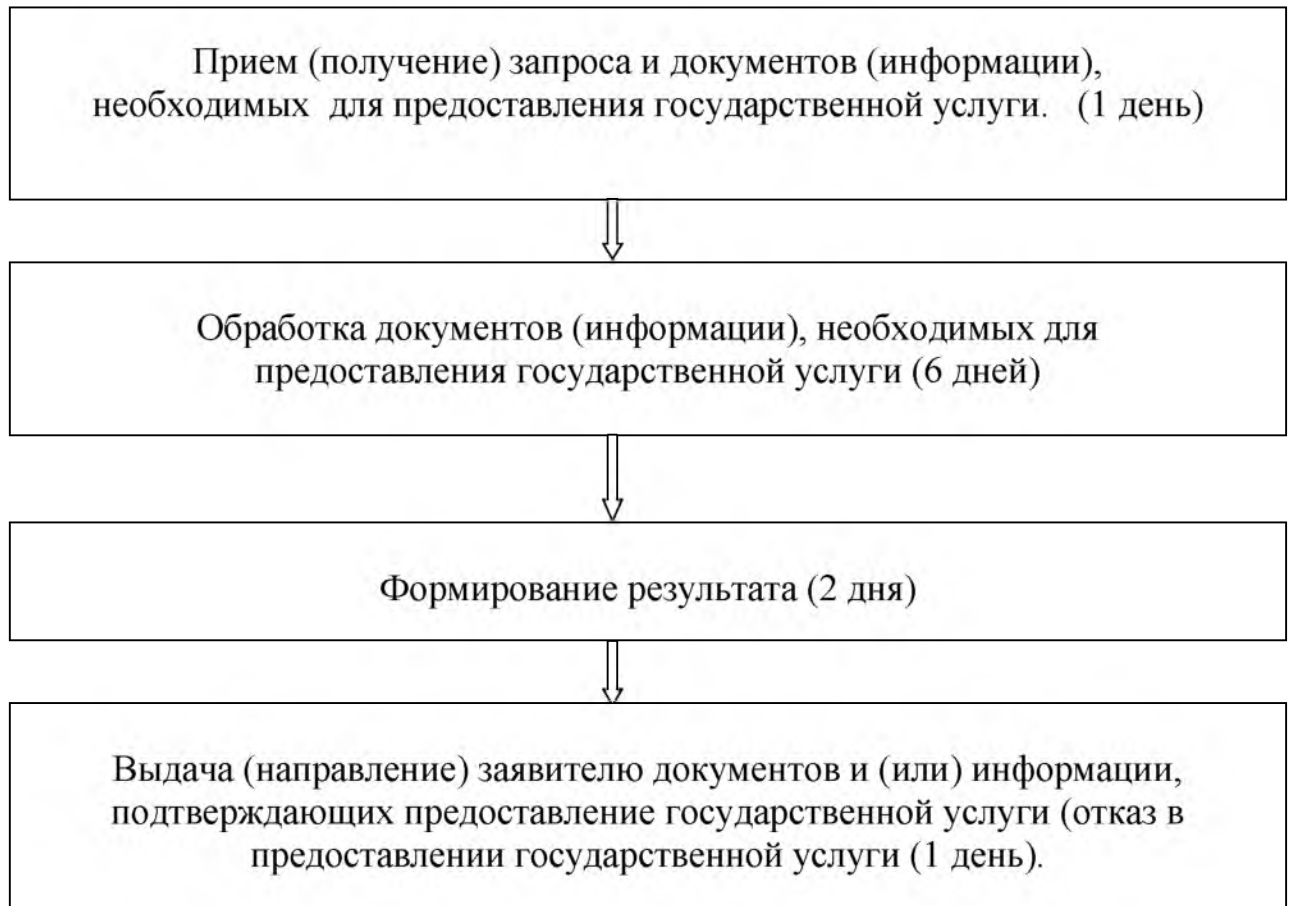 Прием (получение) запроса и документов (информации),
необходимых для предоставления государственной услуги. (1 день)
Обработка документов (информации), необходимых для
предоставления государственной услуги (6 дней)
Формирование результата (2 дня)
Выдача (направление) заявителю документов и (или) информации,
подтверждающих предоставление государственной услуги (отказ в
предоставлении государственной услуги (1 день).